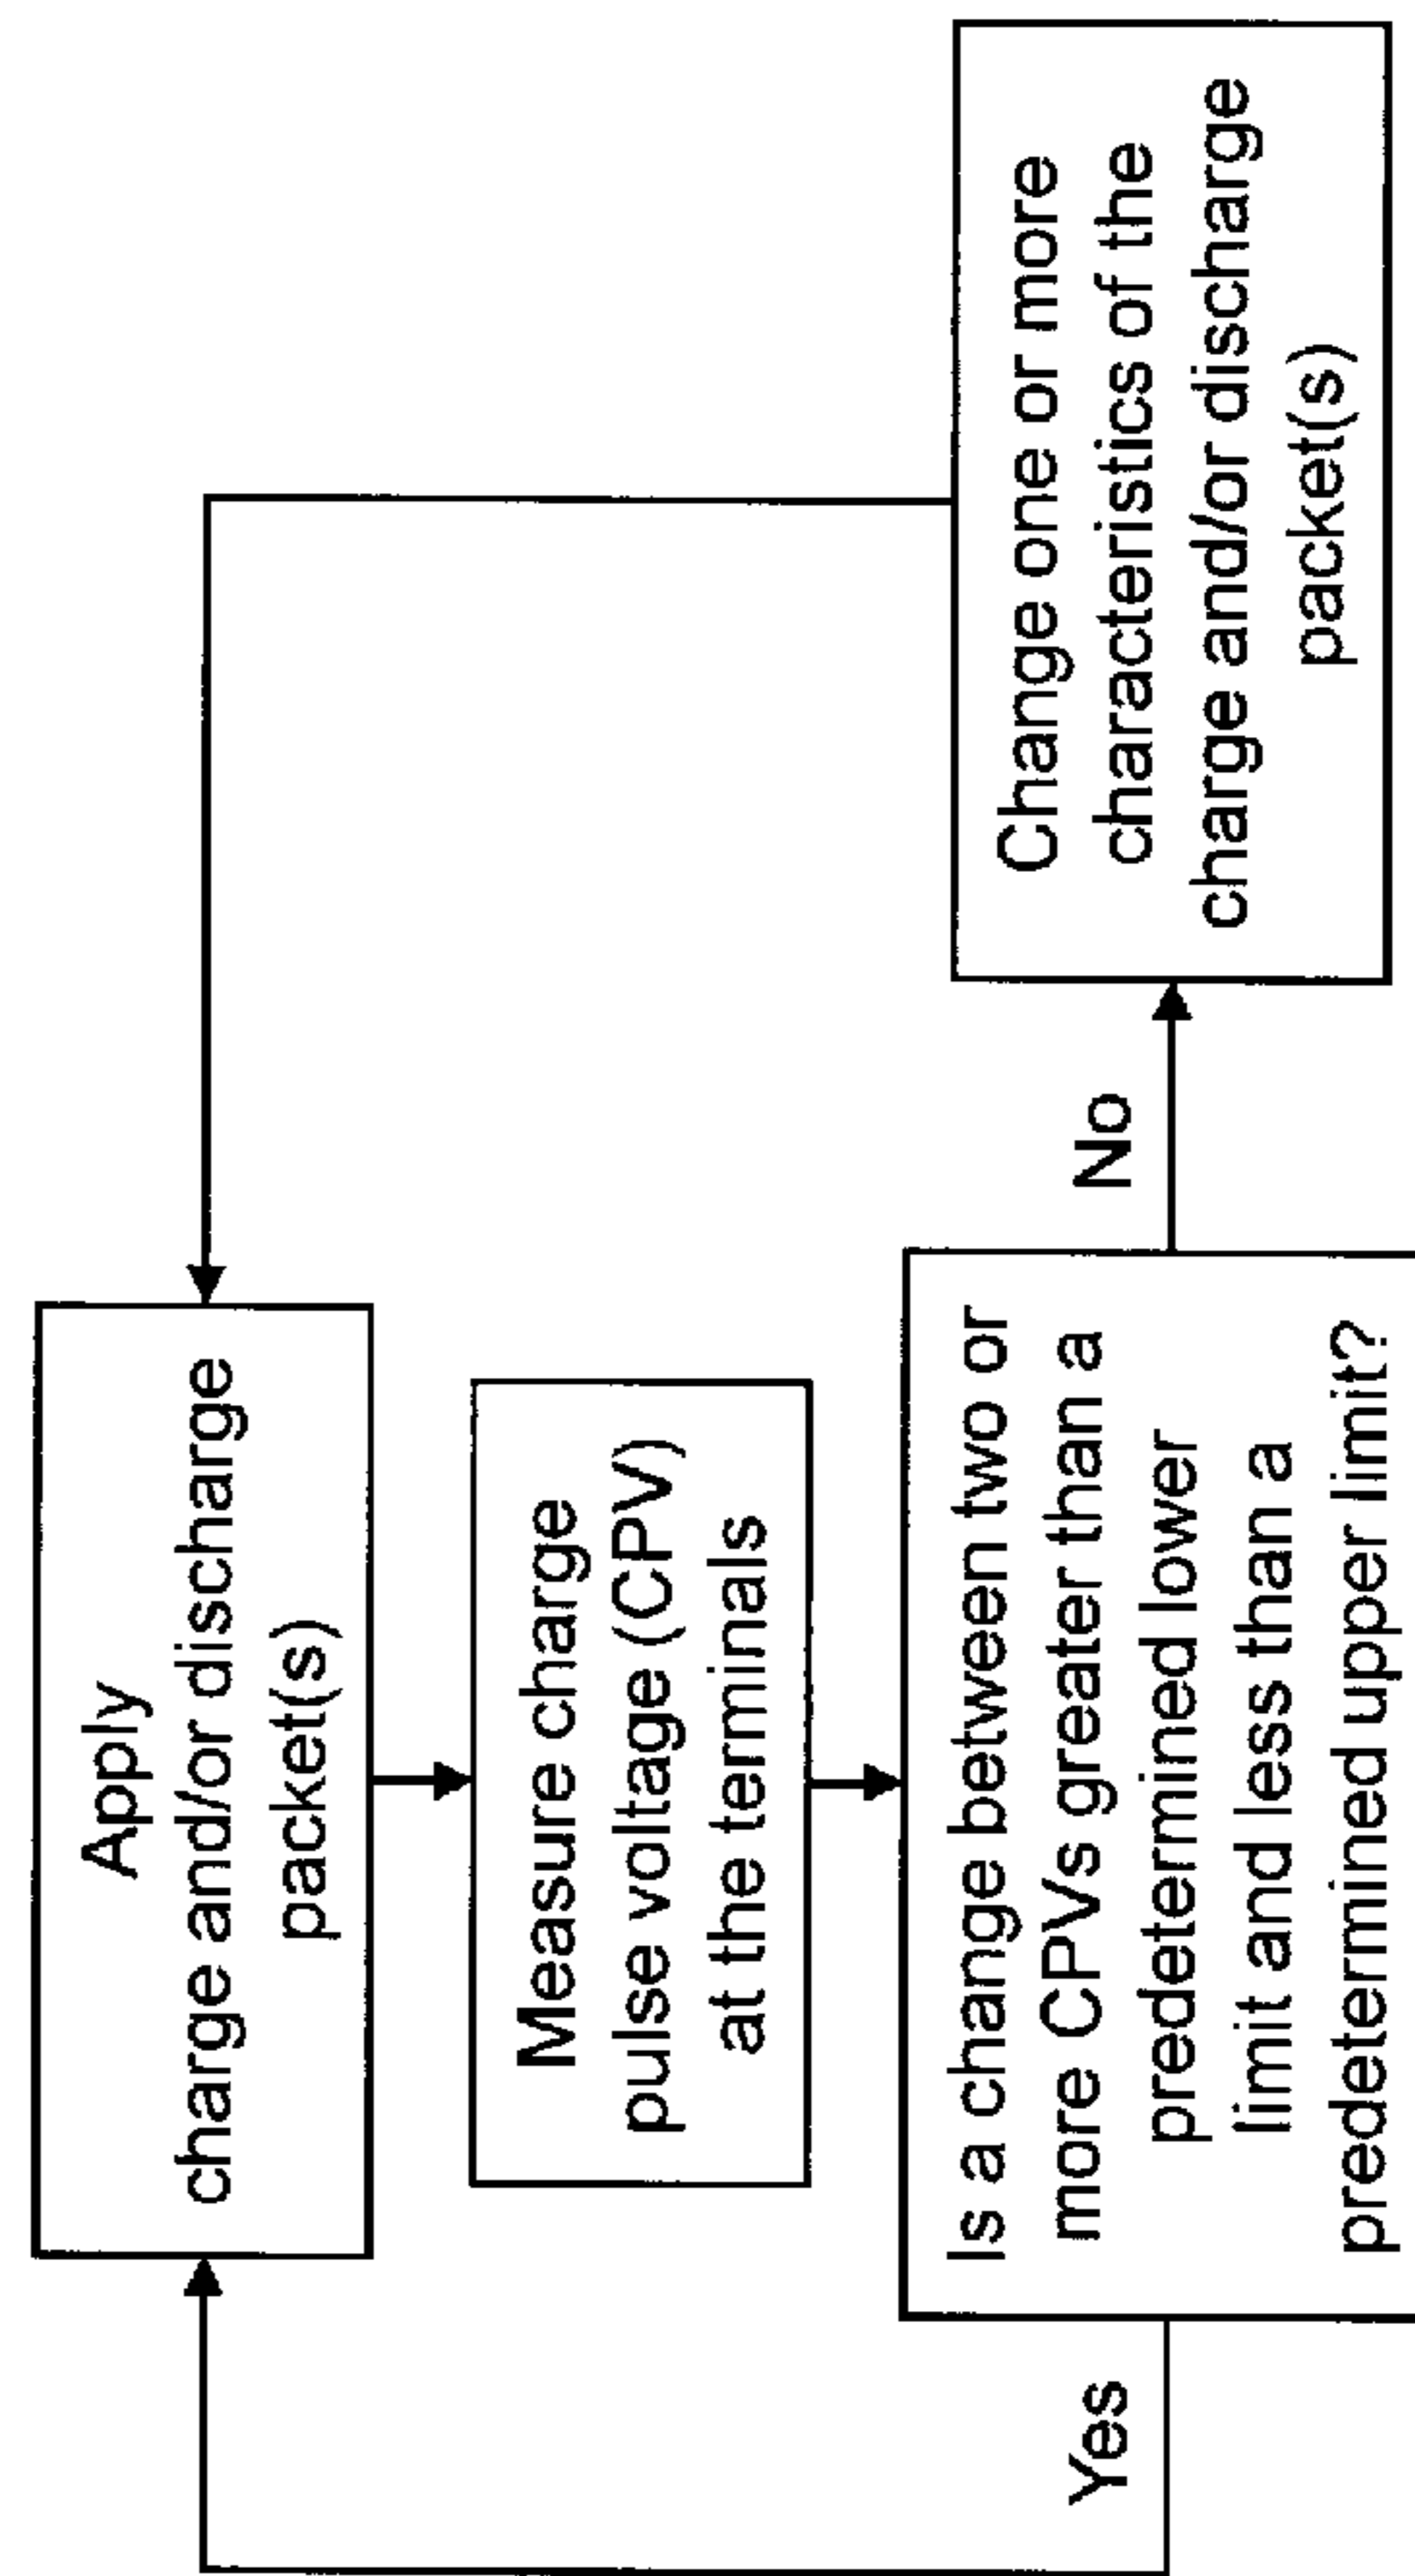 Apply
charge and/or discharge
packet(s)
Measure charge
pulse voltage (CPV)
at the terminals
Is a change between two or
more CPVs greater than a
predetermined lower
limit and less than a
predetermined upper limit?
Yes
No
Change one or more
characteristics of the
charge and/or discharge
packet(s)